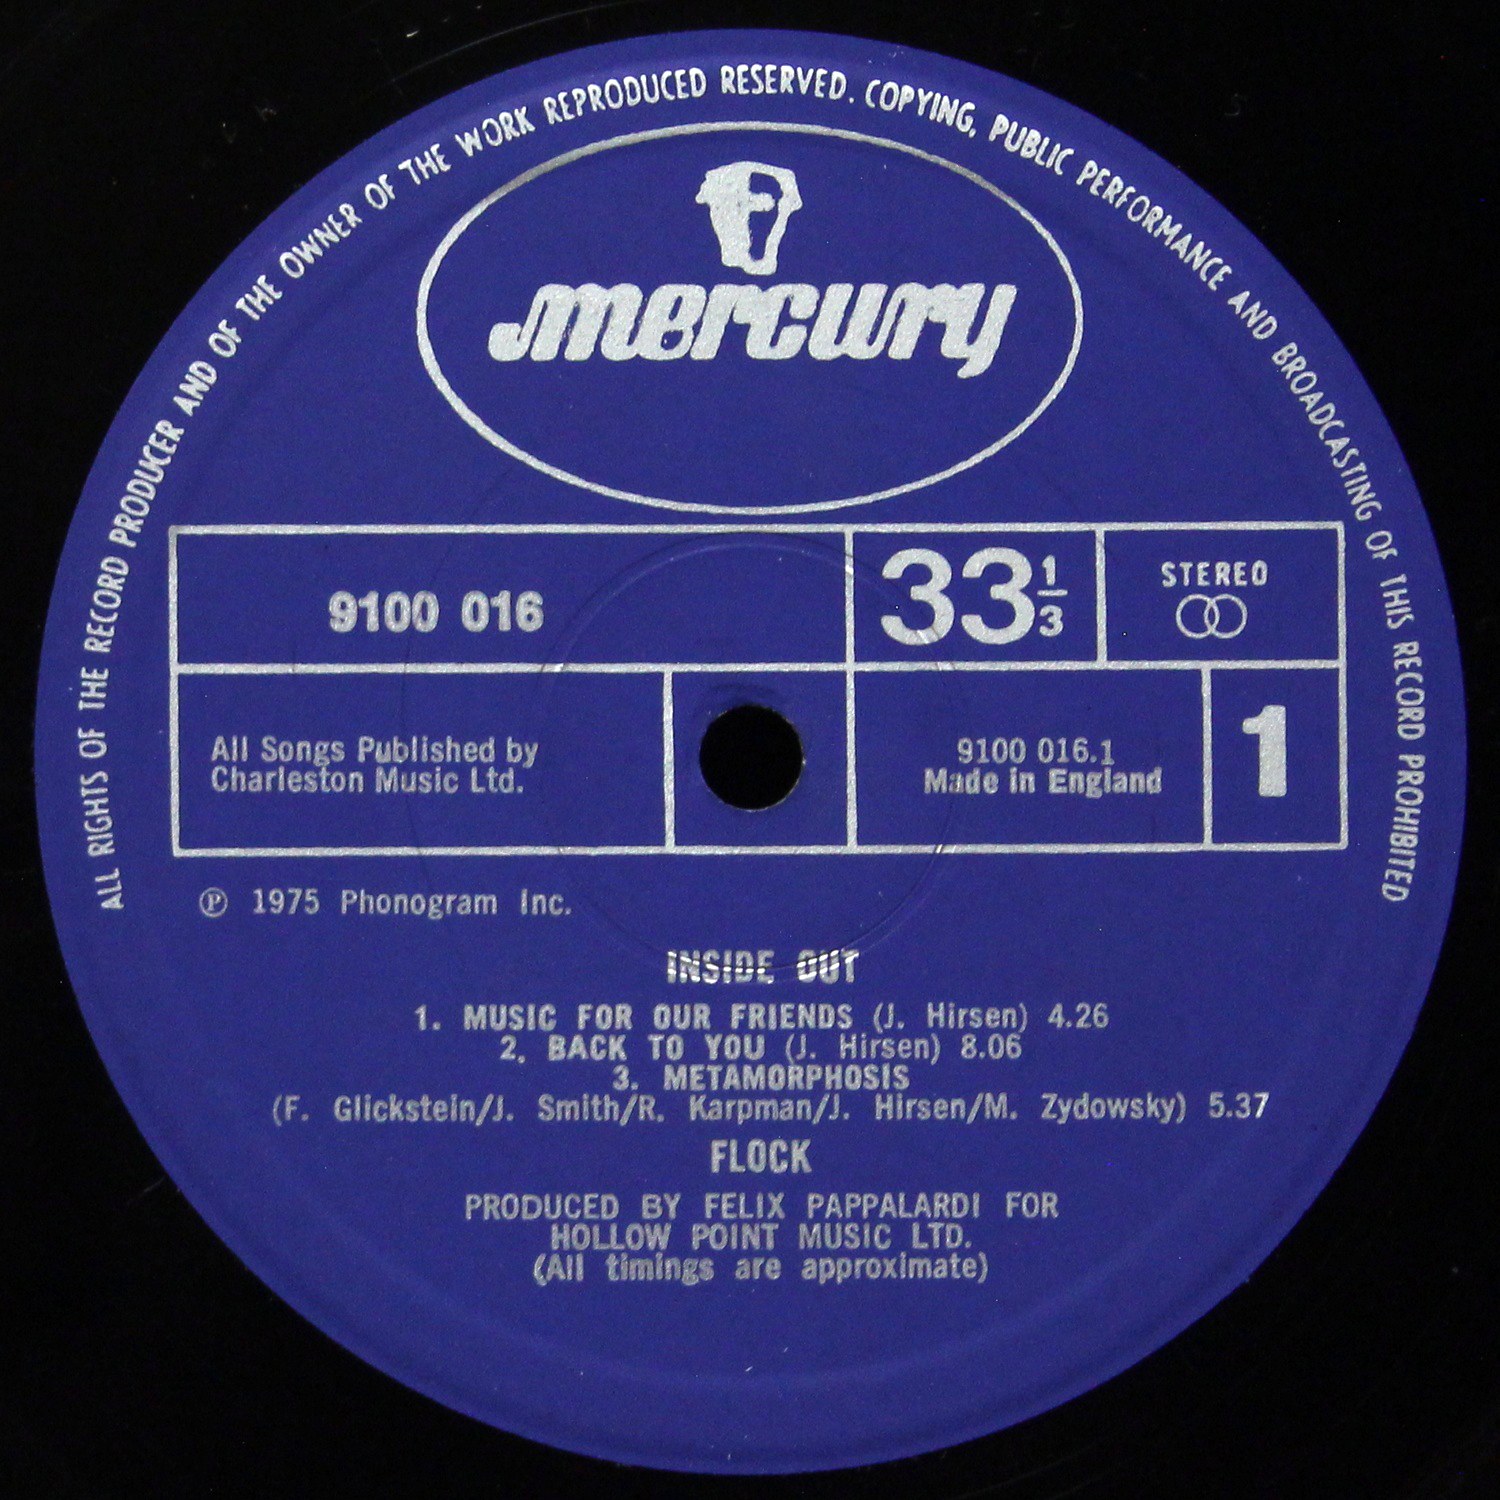 ALL RIGHTS OF THE RECORD PRODUCER AND OF THE OWNER OF THE WORK REPRODUCED RESERVED. COPYING, PUBLIC PERFORMANCE AND BROADCASTING OF THIS RECORD PROHIBITED
mercury
9100 016
33 1/3
STEREO
All Songs Published by
Charleston Music Ltd.
9100 016.1
Made in England
1
℗ 1975 Phonogram Inc.
INSIDE OUT
1. MUSIC FOR OUR FRIENDS (J. Hirsen) 4.26
2. BACK TO YOU (J. Hirsen) 8.06
3. METAMORPHOSIS
(F. Glickstein/J. Smith/R. Karpman/J. Hirsen/M. Zydowsky) 5.37
FLOCK
PRODUCED BY FELIX PAPPALARDI FOR
HOLLOW POINT MUSIC LTD.
(All timings are approximate)